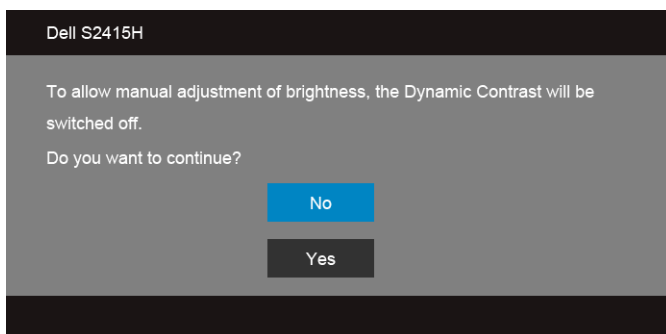 Dell S2415H
To allow manual adjustment of brightness, the Dynamic Contrast will be
switched off.
Do you want to continue?
No
Yes